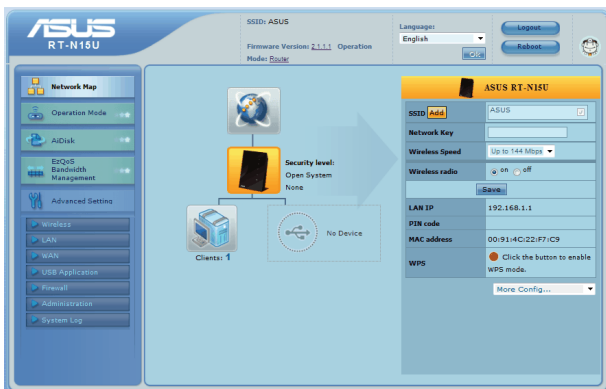 ASUS
RT-N15U
SSID: ASUS
Firmware Version: 2.1.1.1 Operation
Mode: Router
Language:
English
Logout
Reboot
Network Map
Operation Mode
AiDisk
EzQoS
Bandwidth
Management
Advanced Setting
Wireless
LAN
WAN
USB Application
Firewall
Administration
System Log
Security level:
Open System
None
Clients: 1
No Device
ASUS RT-N15U
SSID Add ASUS
Network Key
Wireless Speed Up to 144 Mbps
Wireless radio on off
Save
LAN IP 192.168.1.1
PIN code
MAC address 00:91:4C:22:F7:C9
WPS Click the button to enable
WPS mode.
More Config...